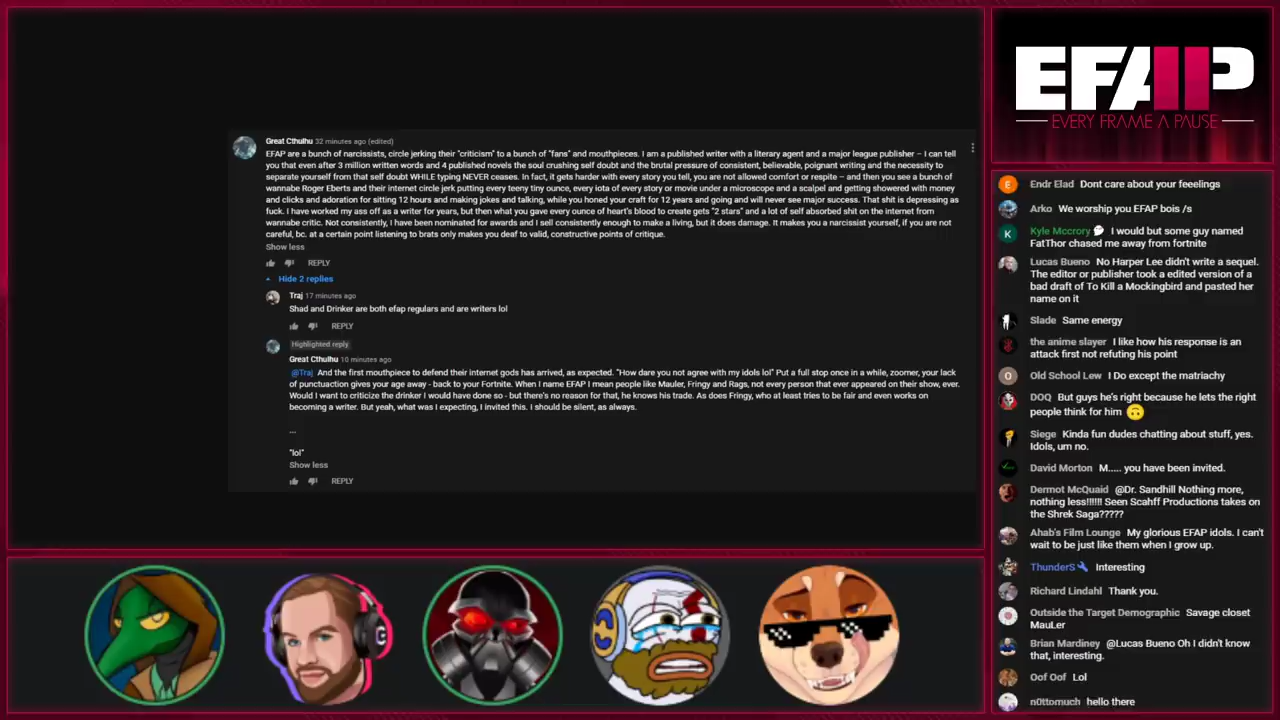 Great Cthulhu 32 minutes ago (edited)
EFAP are a bunch of narcissists, circle jerking their "criticism" to a bunch of "fans" and mouthpieces. I am a published writer with a literary agent and a major league publisher – I can tell
you that even after 3 million written words and 4 published novels the soul crushing self doubt and the brutal pressure of consistent, believable, poignant writing and the necessity to
separate yourself from that self doubt WHILE typing NEVER ceases. In fact, it gets harder with every story you tell, you are not allowed comfort or respite – and then you see a bunch of
wannabe Roger Eberts and their internet circle jerk putting every teeny tiny ounce, every iota of every story or movie under a microscope and a scalpel and getting showered with money
and clicks and adoration for sitting 12 hours and making jokes and talking, while you honed your craft for 12 years and going and will never see major success. That shit is depressing as
fuck. I have worked my ass off as a writer for years, but then what you gave every ounce of heart's blood to create gets "2 stars" and a lot of self absorbed shit on the internet from
wannabe critic. Not consistently, I have been nominated for awards and I sell consistently enough to make a living, but it does damage. It makes you a narcissist yourself, if you are not
careful, bc. at a certain point listening to brats only makes you deaf to valid, constructive points of critique.
Show less
REPLY
Hide 2 replies
Traj 17 minutes ago
Shad and Drinker are both efap regulars and are writers lol
REPLY
Highlighted reply
Great Cthulhu 10 minutes ago
@Traj And the first mouthpiece to defend their internet gods has arrived, as expected. "How dare you not agree with my idols lol" Put a full stop once in a while, zoomer, your lack
of punctuaction gives your age away - back to your Fortnite. When I name EFAP I mean people like Mauler, Fringy and Rags, not every person that ever appeared on their show, ever.
Would I want to criticize the drinker I would have done so - but there's no reason for that, he knows his trade. As does Fringy, who at least tries to be fair and even works on
becoming a writer. But yeah, what was I expecting, I invited this. I should be silent, as always.
...
"lol"
Show less
REPLY
EFAP
EVERY FRAME A PAUSE
Endr Elad Dont care about your feeelings
Arko We worship you EFAP bois /s
Kyle Mccrory I would but some guy named
FatThor chased me away from fortnite
Lucas Bueno No Harper Lee didn't write a sequel.
The editor or publisher took a edited version of a
bad draft of To Kill a Mockingbird and pasted her
name on it
Slade Same energy
the anime slayer I like how his response is an
attack first not refuting his point
Old School Lew I Do except the matriachy
DOQ But guys he's right because he lets the right
people think for him
Siege Kinda fun dudes chatting about stuff, yes.
Idols, um no.
David Morton M..... you have been invited.
Dermot McQuaid @Dr. Sandhill Nothing more,
nothing less!!!!!! Seen Scahff Productions takes on
the Shrek Saga?????
Ahab's Film Lounge My glorious EFAP idols. I can't
wait to be just like them when I grow up.
ThunderS Interesting
Richard Lindahl Thank you.
Outside the Target Demographic Savage closet
MauLer
Brian Mardiney @Lucas Bueno Oh I didn't know
that, interesting.
Oof Oof Lol
n0ttomuch hello there